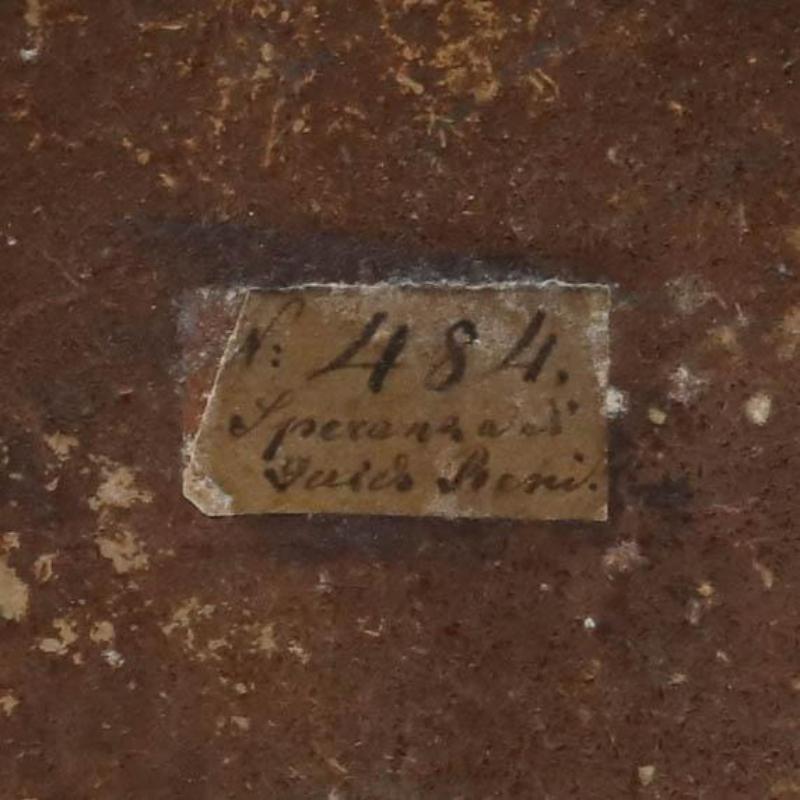 N: 484.
Speranza di
Guido Reni.